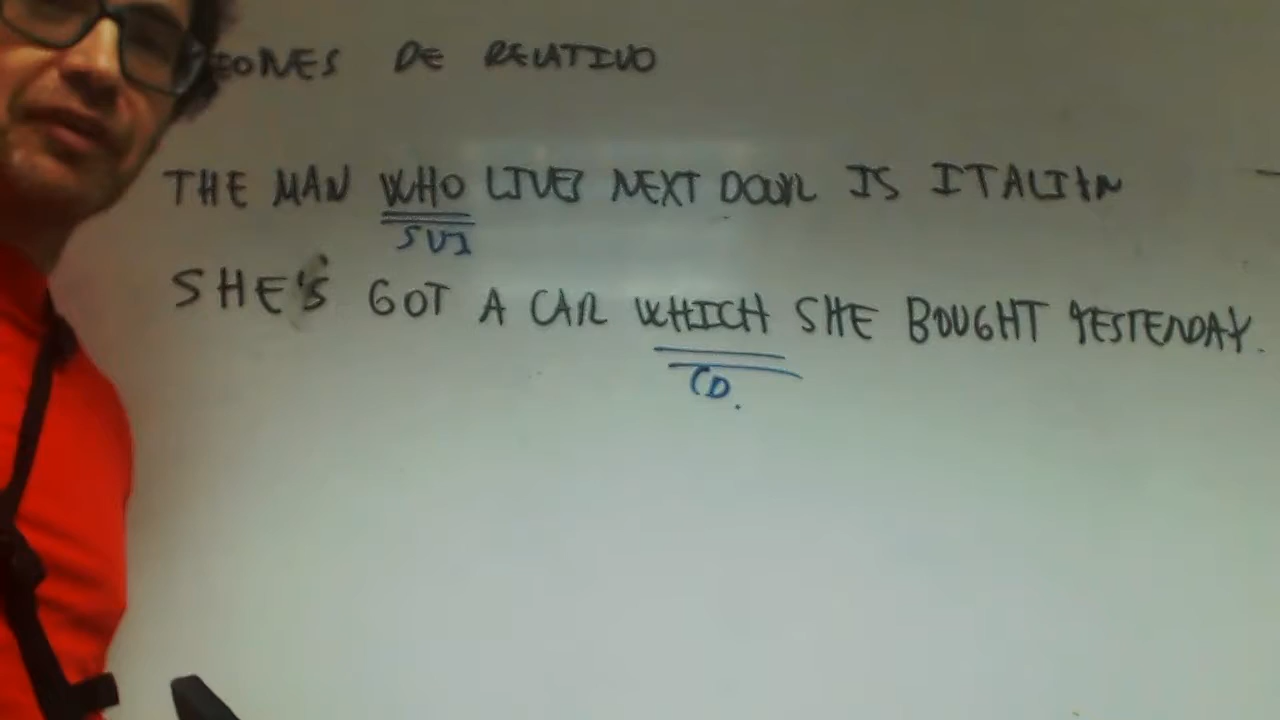 IONES DE RELATIVO
THE MAN WHO LIVES NEXT DOOR IS ITALIAN
SUJ
SHE'S GOT A CAR WHICH SHE BOUGHT YESTERDAY.
CD.